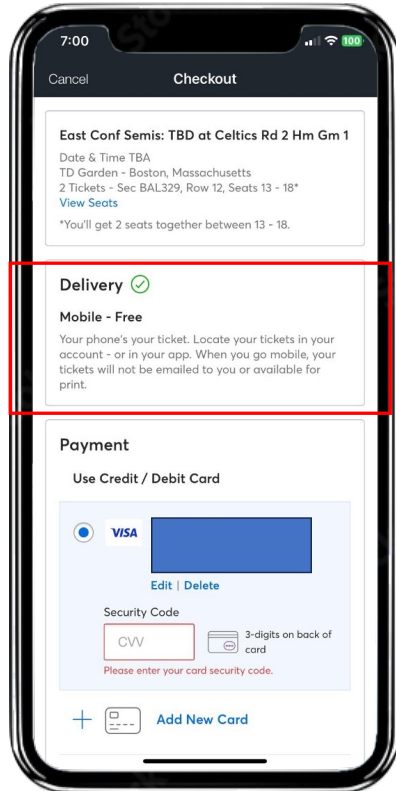 7:00
100
Cancel
Checkout
East Conf Semis: TBD at Celtics Rd 2 Hm Gm 1
Date & Time TBA
TD Garden - Boston, Massachusetts
2 Tickets - Sec BAL329, Row 12, Seats 13 - 18*
View Seats
*You'll get 2 seats together between 13 - 18.
Delivery
Mobile - Free
Your phone's your ticket. Locate your tickets in your
account - or in your app. When you go mobile, your
tickets will not be emailed to you or available for
print.
Payment
Use Credit / Debit Card
VISA
Edit | Delete
Security Code
CVV
3-digits on back of
card
Please enter your card security code.
Add New Card